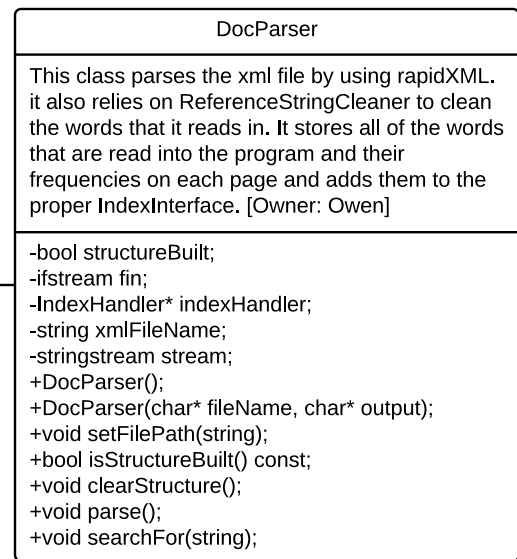 DocParser
This class parses the xml file by using rapidXML.
it also relies on ReferenceStringCleaner to clean
the words that it reads in. It stores all of the words
that are read into the program and their
frequencies on each page and adds them to the
proper IndexInterface. [Owner: Owen]
-bool structureBuilt;
-ifstream fin;
-IndexHandler* indexHandler;
-string xmlFileName;
-stringstream stream;
+DocParser();
+DocParser(char* fileName, char* output);
+void setFilePath(string);
+bool isStructureBuilt() const;
+void clearStructure();
+void parse();
+void searchFor(string);